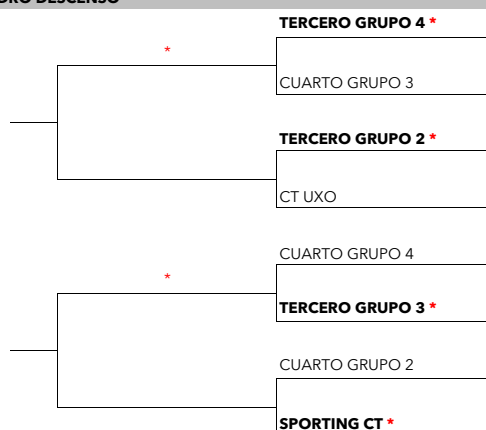 TERCERO GRUPO 4 *
*
CUARTO GRUPO 3
TERCERO GRUPO 2 *
CT UXO
CUARTO GRUPO 4
*
TERCERO GRUPO 3 *
CUARTO GRUPO 2
SPORTING CT *